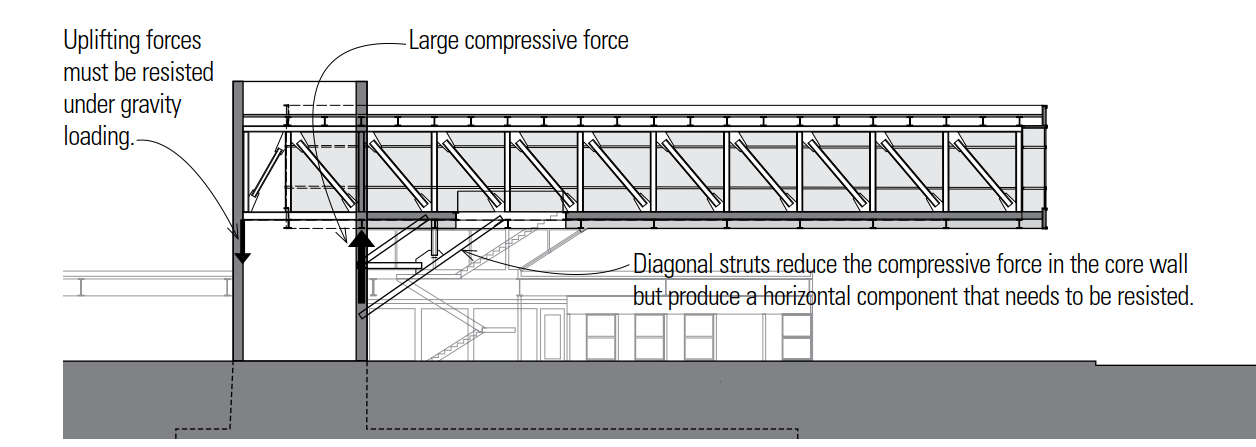 Uplifting forces
must be resisted
under gravity
loading.
Large compressive force
Diagonal struts reduce the compressive force in the core wall
but produce a horizontal component that needs to be resisted.